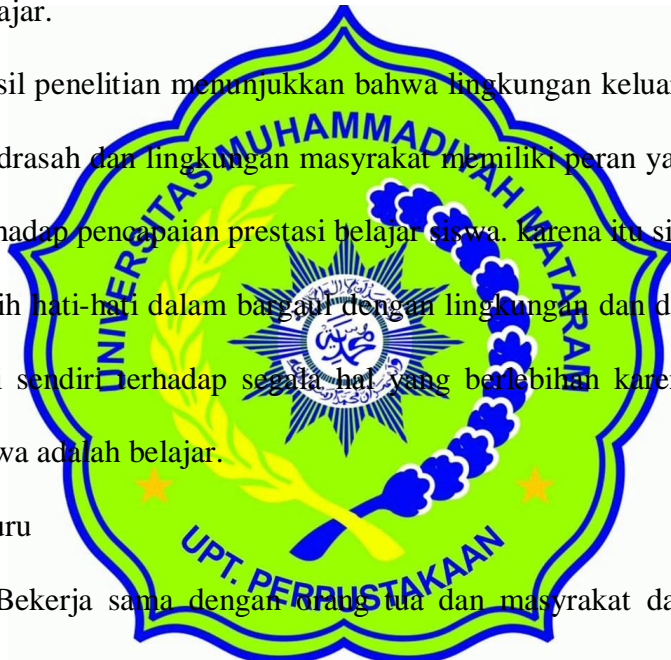 ajar.
sil penelitian menunjukkan bahwa lingkungan keluar
drasah dan lingkungan masyrakat memiliki peran ya
hadap pencapaian prestasi belajar siswa. karena itu si
ih hati-hati dalam bargaul dengan lingkungan dan d
i sendiri terhadap segala hal yang berlebihan karen
wa adalah belajar.
uru
Bekerja sama dengan orang tua dan masyrakat da
UNIVERSITAS MUHAMMADIYAH MATARAN
UPT. PERPUSTAKAAN